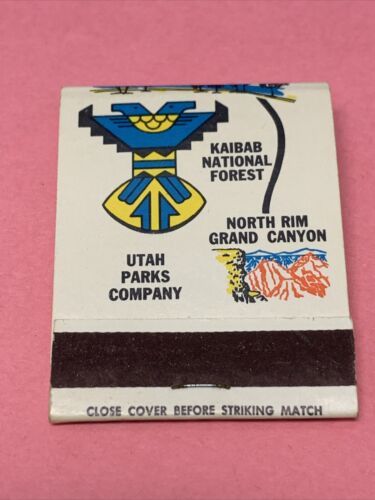 KAIBAB
NATIONAL
FOREST
NORTH RIM
GRAND CANYON
UTAH
PARKS
COMPANY
CLOSE COVER BEFORE STRIKING MATCH